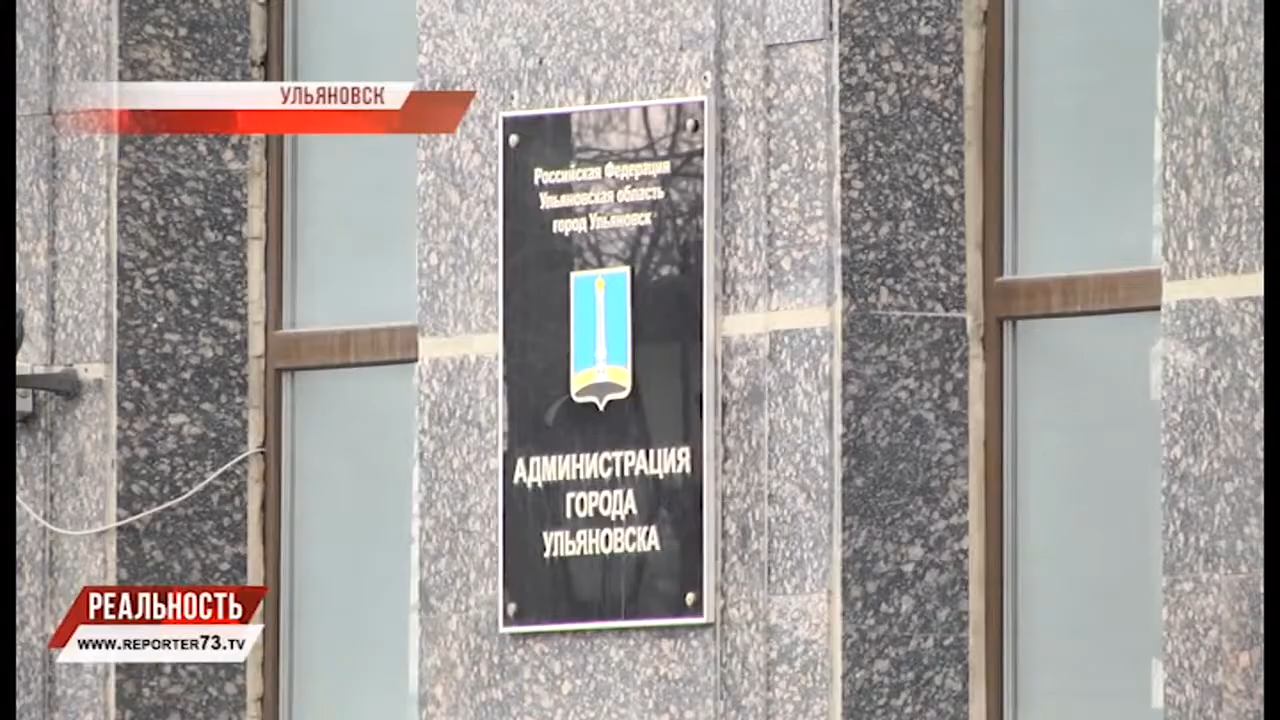 УЛЬЯНОВСК
Российская Федерация
Ульяновская область
город Ульяновск
АДМИНИСТРАЦИЯ
ГОРОДА
УЛЬЯНОВСКА
РЕАЛЬНОСТЬ
WWW.REPORTER73.TV